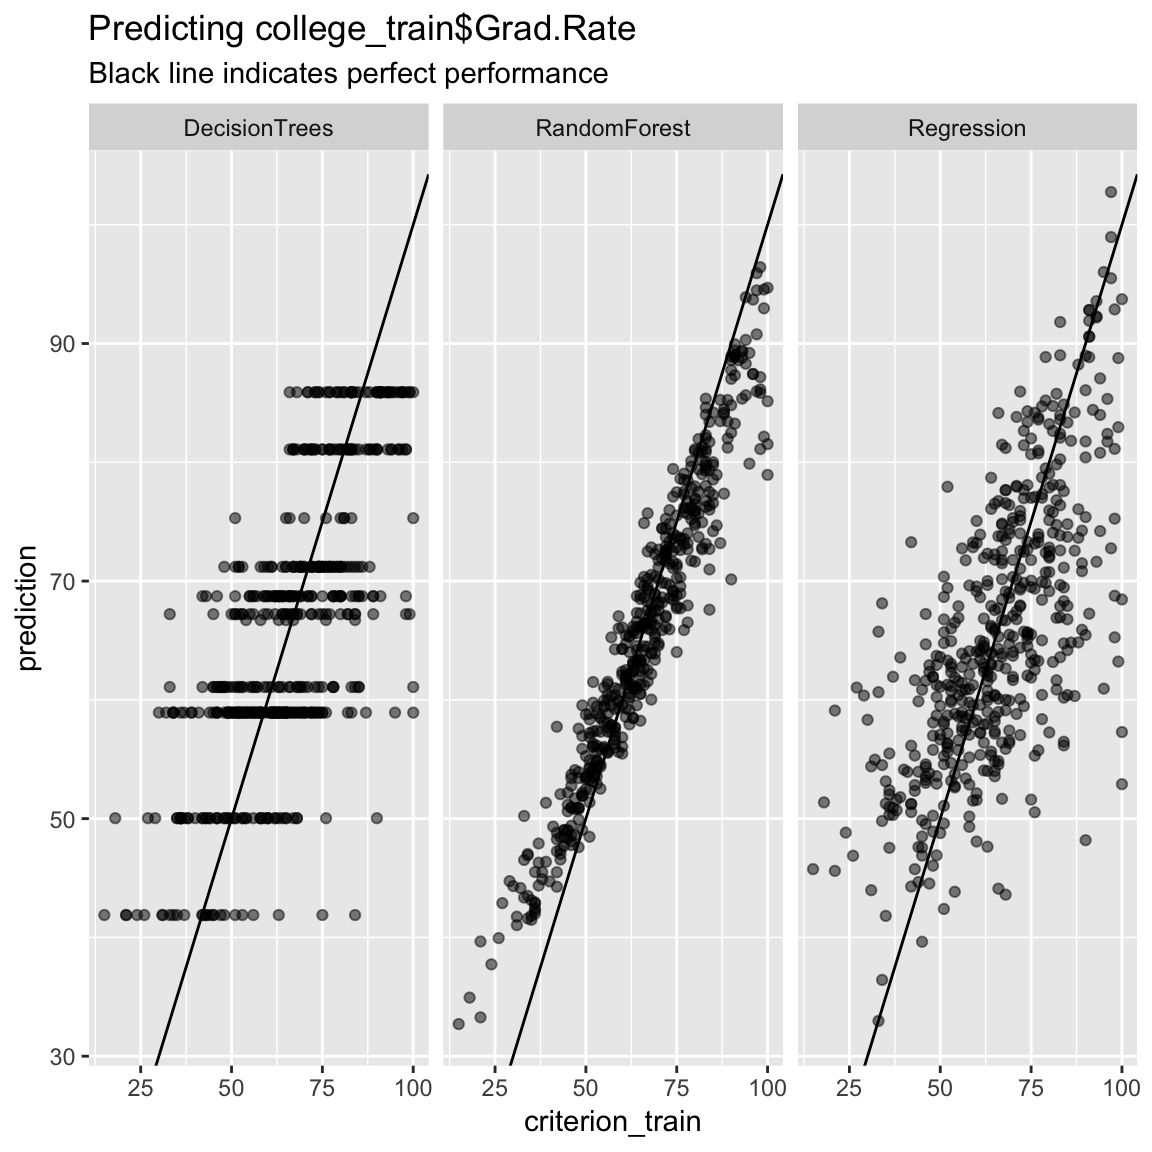 Predicting college_train$Grad.Rate
Black line indicates perfect performance
DecisionTrees RandomForest Regression
90
70
50
30
prediction
25 50 75 100 25 50 75 100 25 50 75 100
criterion_train